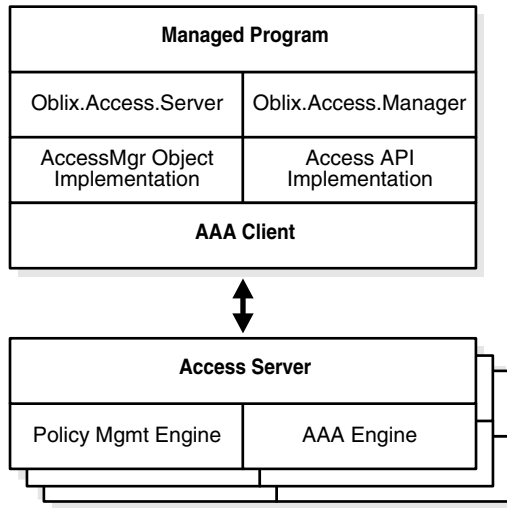 Managed Program
Oblix.Access.Server
Oblix.Access.Manager
AccessMgr Object
Implementation
Access API
Implementation
AAA Client
Access Server
Policy Mgmt Engine
AAA Engine